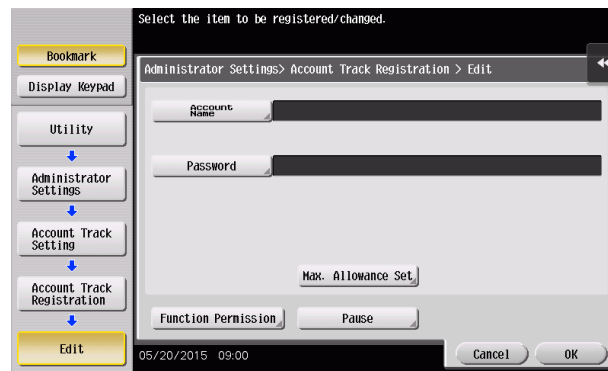 Select the item to be registered/changed.
Bookmark
Display Keypad
Utility
Administrator
Settings
Account Track
Setting
Account Track
Registration
Edit
Administrator Settings> Account Track Registration > Edit
Account
Name
Password
Max. Allowance Set
Function Permission
Pause
05/20/2015 09:00
Cancel
OK